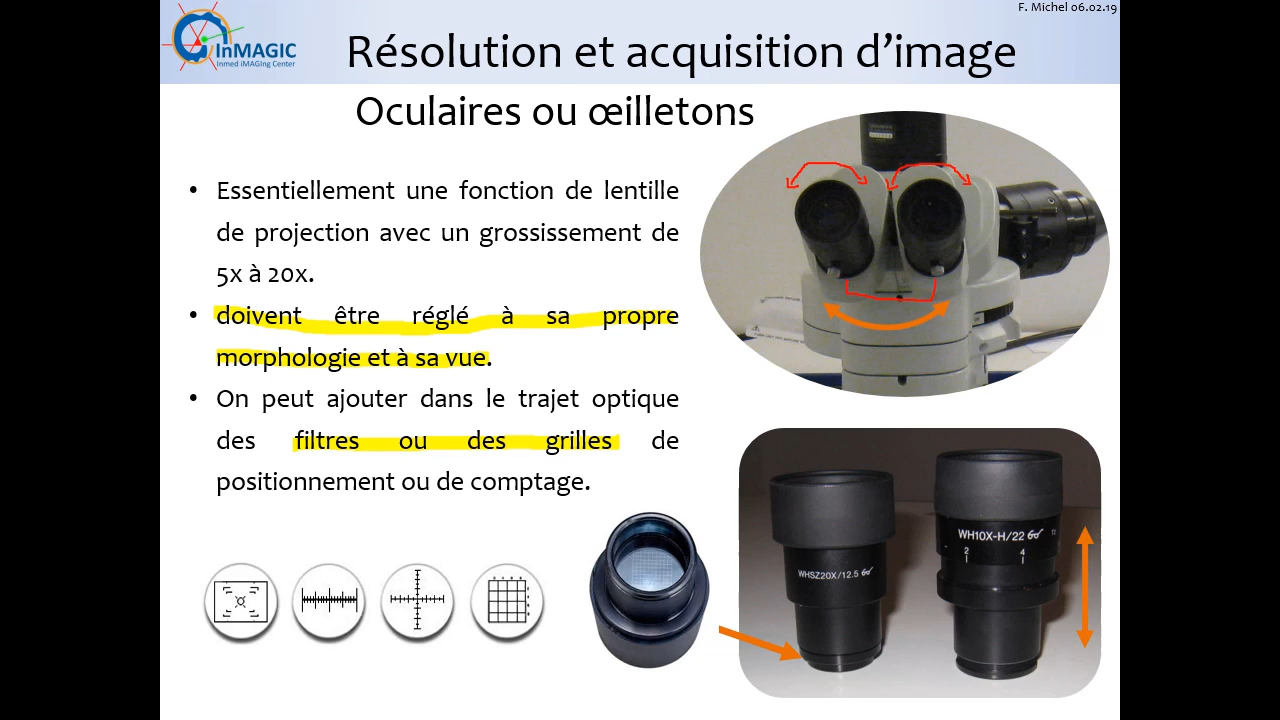 F. Michel 06.02.19
InMAGIC
Inmed iMAGIng Center
Résolution et acquisition d’image
Oculaires ou œilletons
• Essentiellement une fonction de lentille
de projection avec un grossissement de
5x à 20x.
• doivent être réglé à sa propre
morphologie et à sa vue.
• On peut ajouter dans le trajet optique
des filtres ou des grilles de
positionnement ou de comptage.
WHSZ20X/12.5
WH10X-H/22
2 4